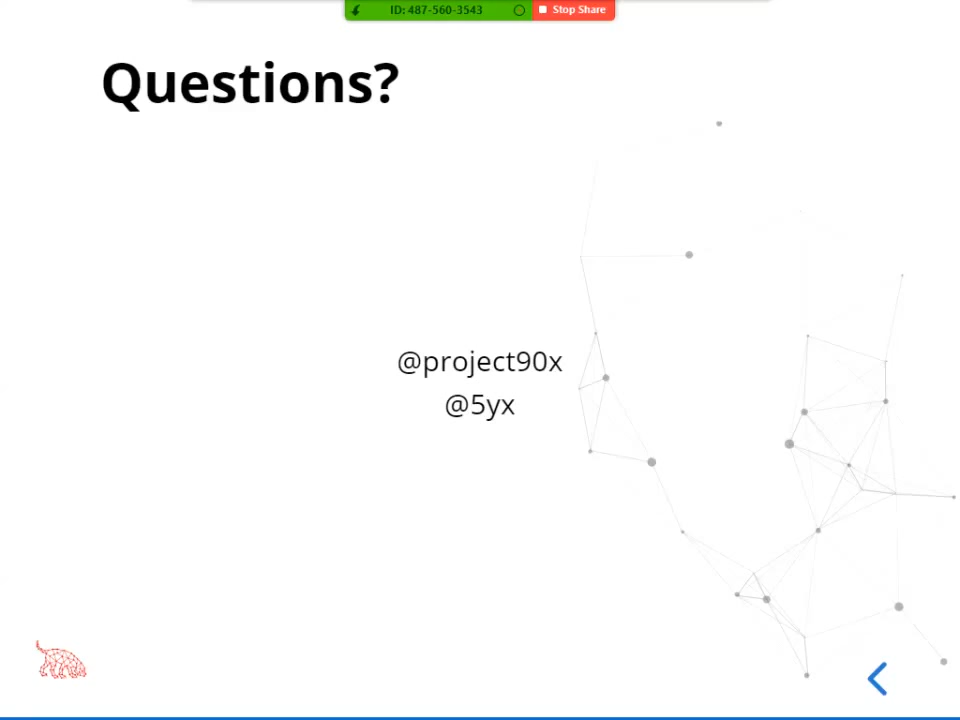 ID: 487-560-3543
Stop Share
Questions?
@project90x
@5yx